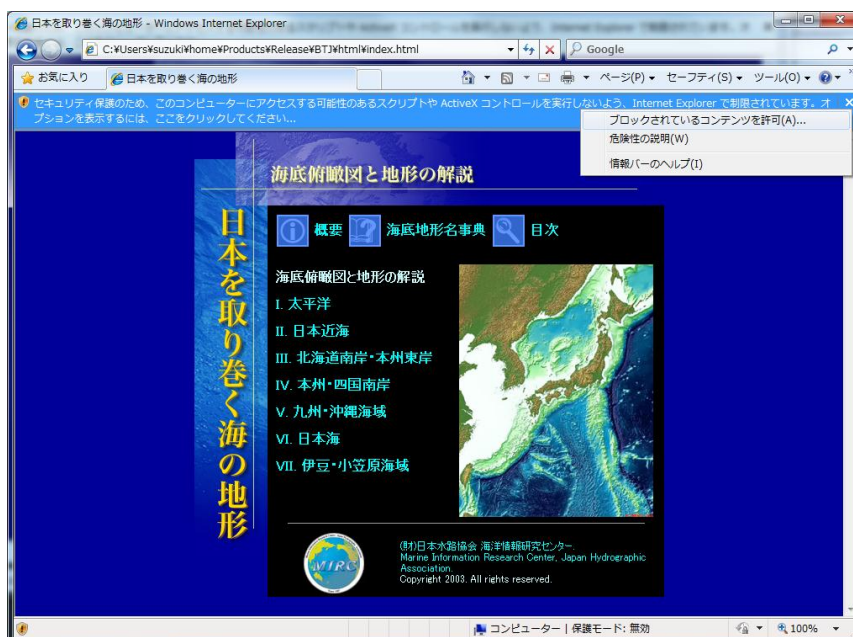 日本を取り巻く海の地形 - Windows Internet Explorer
C:¥Users¥suzuki¥home¥Products¥Release¥BTJ¥html¥index.html
Google
お気に入り
日本を取り巻く海の地形
ページ(P)
セーフティ(S)
ツール(O)
セキュリティ保護のため、このコンピューターにアクセスする可能性のあるスクリプトや ActiveX コントロールを実行しないよう、Internet Explorer で制限されています。オ
プションを表示するには、ここをクリックしてください...
ブロックされているコンテンツを許可(A)...
危険性の説明(W)
情報バーのヘルプ(I)
海底俯瞰図と地形の解説
日本を取り巻く海の地形
概要
海底地形名事典
目次
海底俯瞰図と地形の解説
I. 太平洋
II. 日本近海
III. 北海道南岸・本州東岸
IV. 本州・四国南岸
V. 九州・沖縄海域
VI. 日本海
VII. 伊豆・小笠原海域
MIRC
(財)日本水路協会 海洋情報研究センター
Marine Information Research Center, Japan Hydrographic
Association.
Copyright 2003. All rights reserved.
コンピューター | 保護モード: 無効
100%